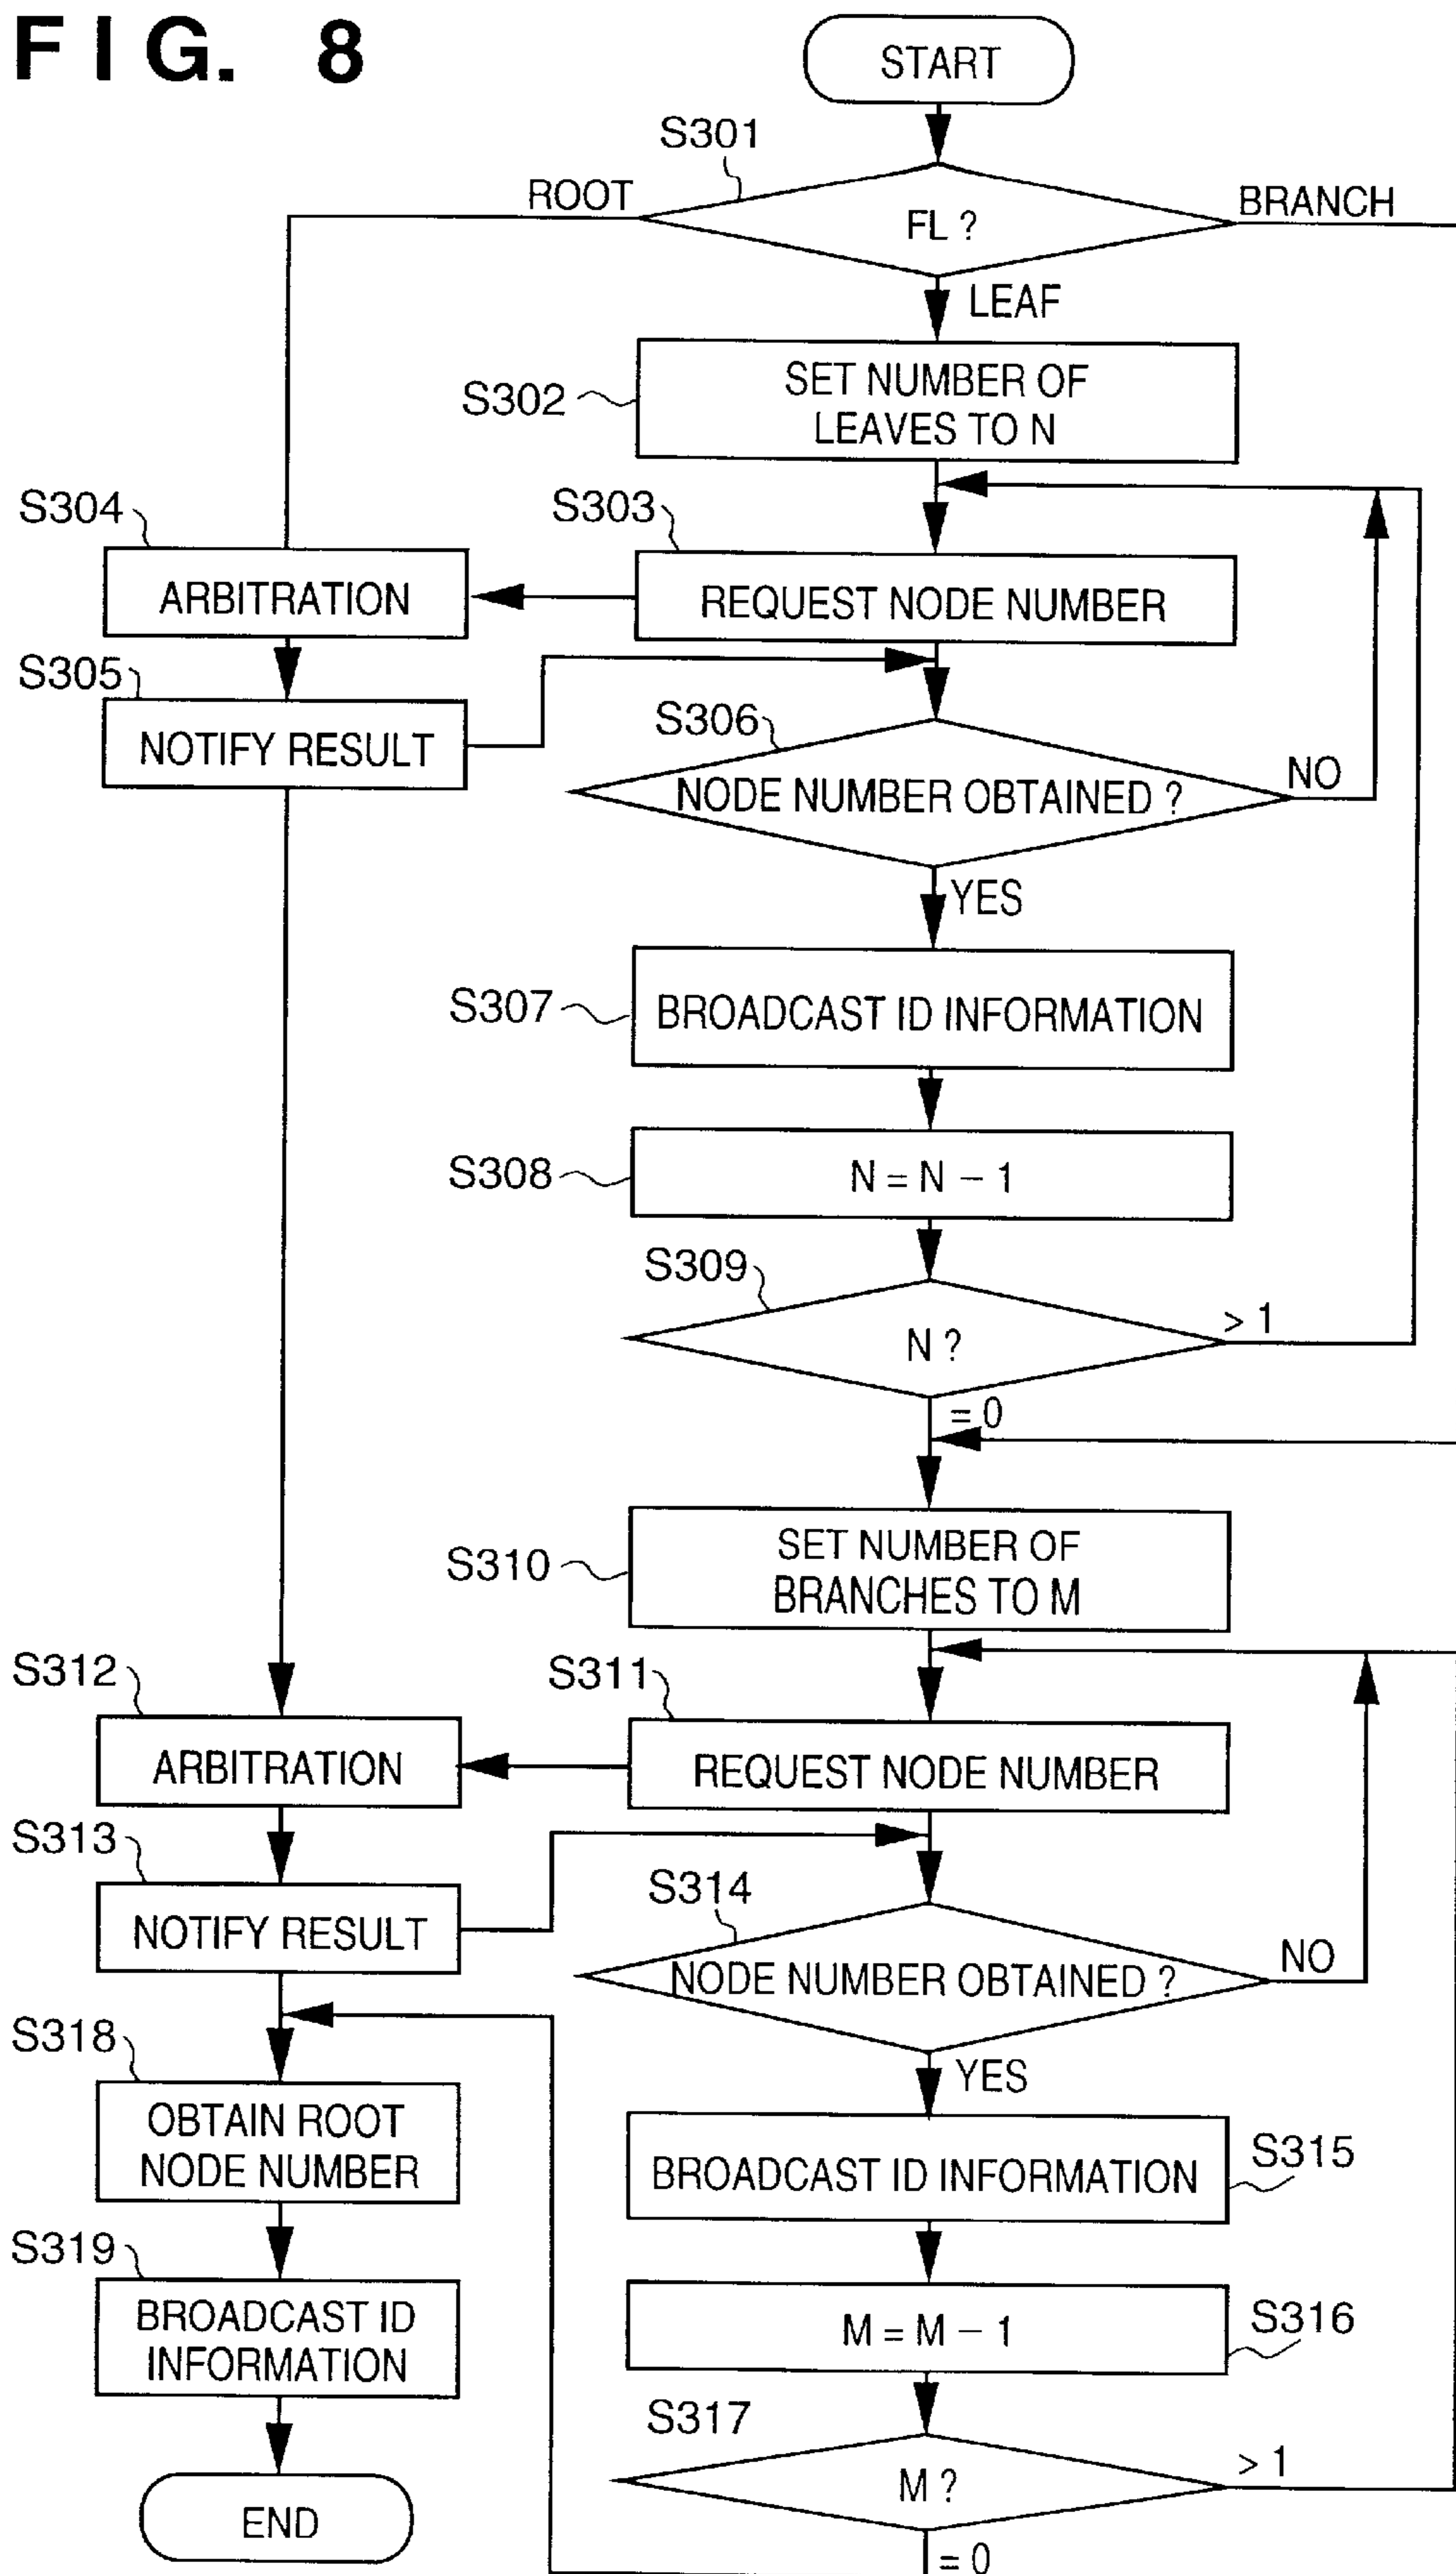 FIG. 8
START
S301
ROOT
FL ?
BRANCH
LEAF
S302
SET NUMBER OF
LEAVES TO N
S304
S303
ARBITRATION
REQUEST NODE NUMBER
S305
NOTIFY RESULT
S306
NODE NUMBER OBTAINED ?
NO
YES
S307
BROADCAST ID INFORMATION
S308
N = N - 1
S309
N ?
> 1
= 0
S310
SET NUMBER OF
BRANCHES TO M
S312
S311
ARBITRATION
REQUEST NODE NUMBER
S313
NOTIFY RESULT
S314
NODE NUMBER OBTAINED ?
NO
S318
YES
OBTAIN ROOT
NODE NUMBER
BROADCAST ID INFORMATION
S315
S319
BROADCAST ID
INFORMATION
M = M - 1
S316
S317
M ?
> 1
END
= 0